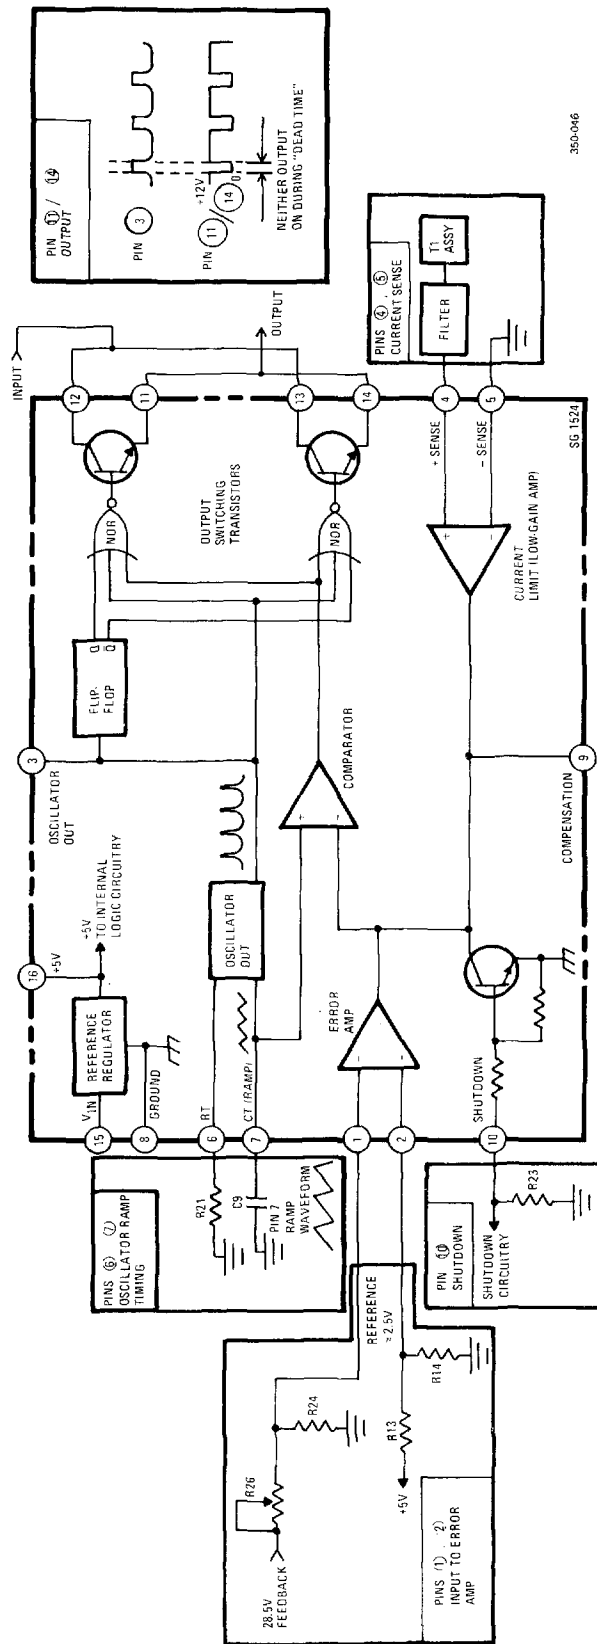 PINS (1), (2)
INPUT TO ERROR
AMP
28.5V
FEEDBACK
R26
R24
+5V
R13
R14
REFERENCE
≈ 2.5V
PINS (6) (7)
OSCILLATOR RAMP
TIMING
R21
C9
PIN 7
RAMP
WAVEFORM
PIN (10)
SHUTDOWN
SHUTDOWN
CIRCUITRY
R23
15
8
6
7
1
2
10
VIN
GROUND
RT
CT (RAMP)
SHUTDOWN
REFERENCE
REGULATOR
16
+5V
+5V
TO INTERNAL
LOGIC CIRCUITRY
OSCILLATOR
OUT
ERROR
AMP
+
−
3
OSCILLATOR
OUT
FLIP-
FLOP
Q
Q̅
COMPARATOR
NOR
NOR
OUTPUT
SWITCHING
TRANSISTORS
CURRENT
LIMIT (LOW-GAIN AMP)
+
−
9
COMPENSATION
+ SENSE
− SENSE
SG 1524
12
11
13
14
4
5
INPUT
OUTPUT
PINS (4), (5)
CURRENT SENSE
FILTER
T1
ASSY
PIN (11) / (14)
OUTPUT
PIN (3)
PIN (11)/(14)
+12V
0
NEITHER OUTPUT
ON DURING "DEAD TIME"
350-046